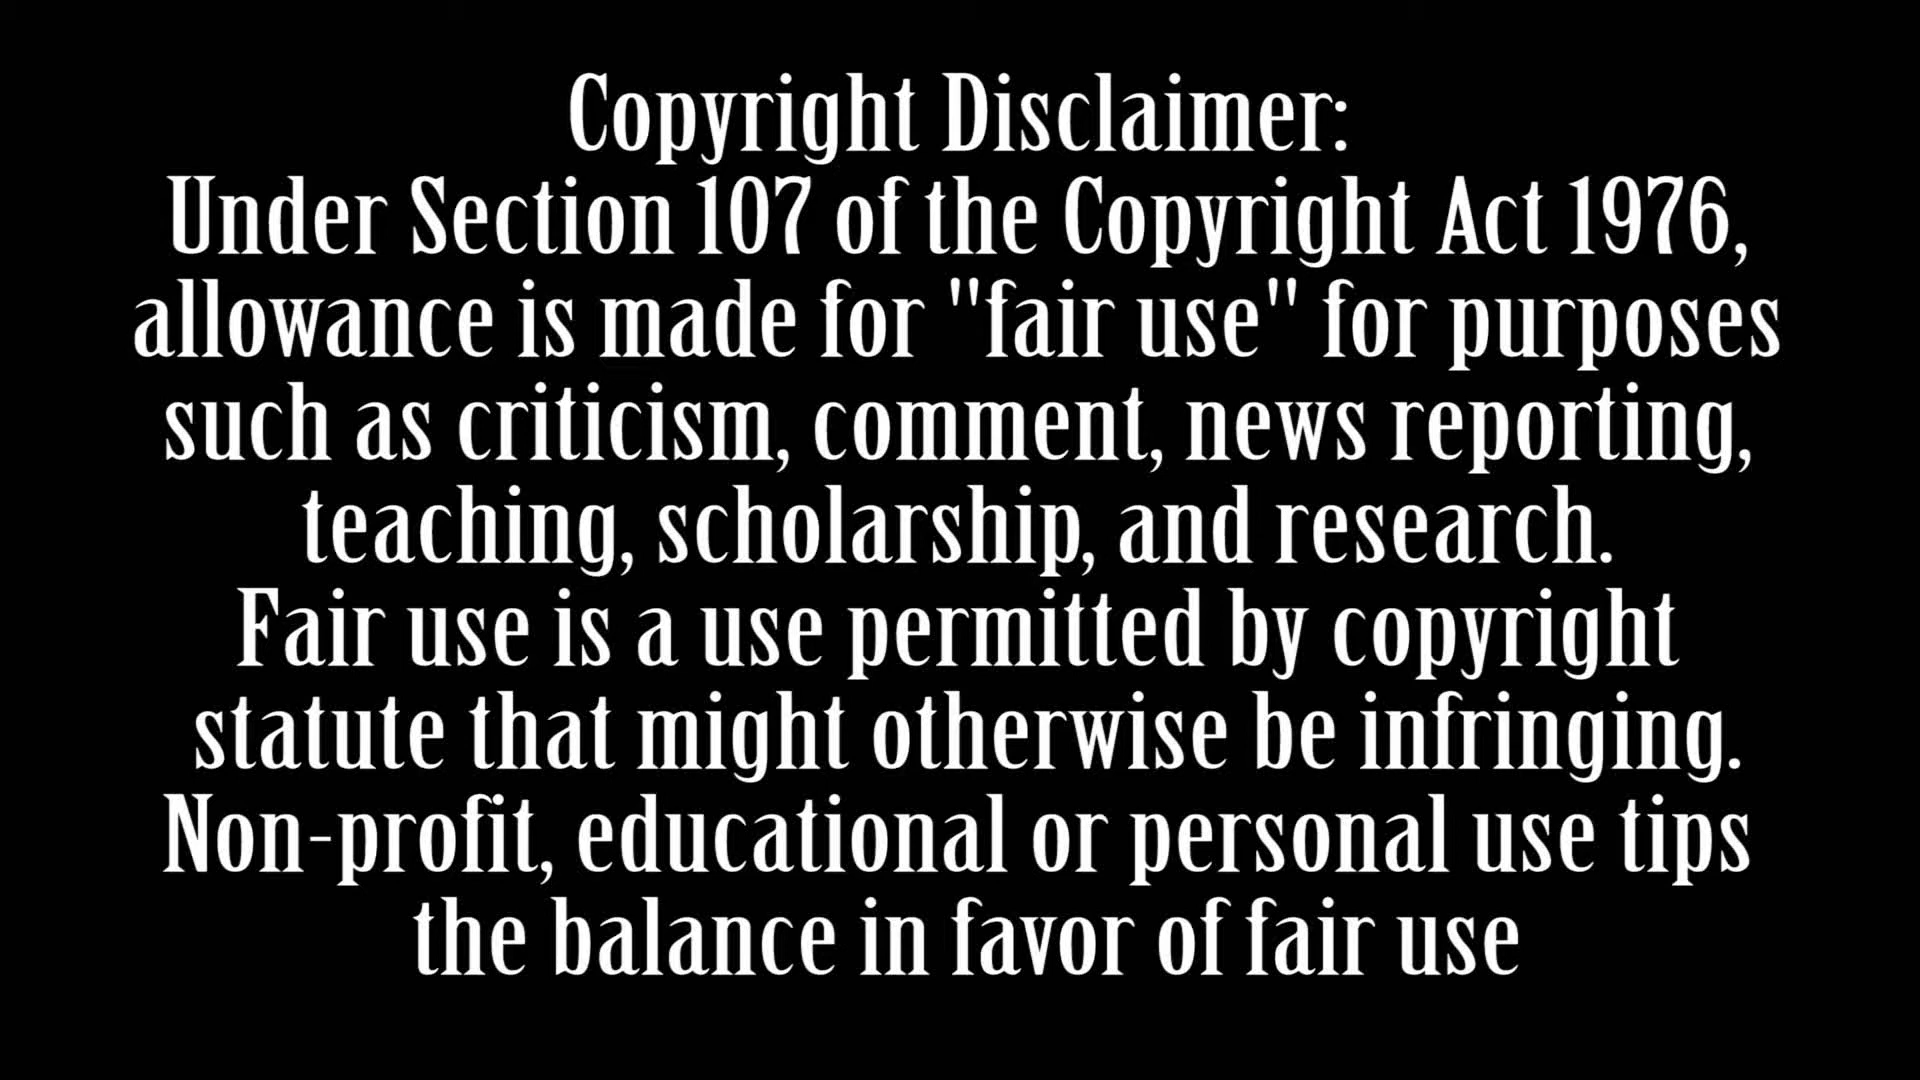 Copyright Disclaimer:
Under Section 107 of the Copyright Act 1976,
allowance is made for "fair use" for purposes
such as criticism, comment, news reporting,
teaching, scholarship, and research.
Fair use is a use permitted by copyright
statute that might otherwise be infringing.
Non-profit, educational or personal use tips
the balance in favor of fair use